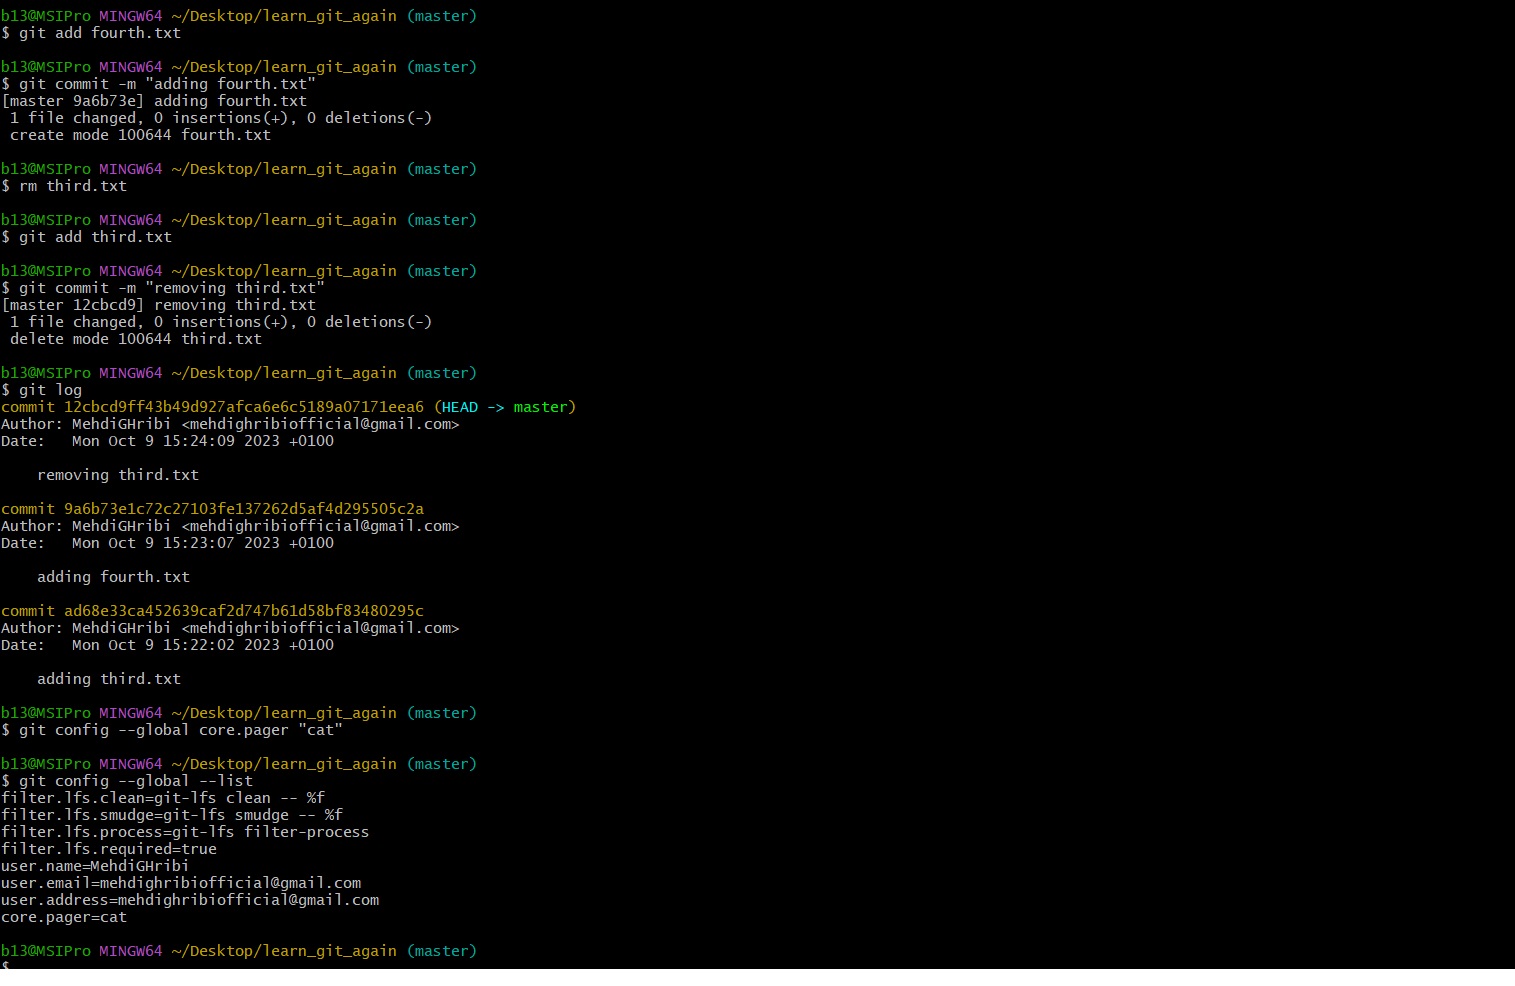 b13@MSIPro MINGW64 ~/Desktop/learn_git_again (master)
$ git add fourth.txt
b13@MSIPro MINGW64 ~/Desktop/learn_git_again (master)
$ git commit -m "adding fourth.txt"
[master 9a6b73e] adding fourth.txt
 1 file changed, 0 insertions(+), 0 deletions(-)
 create mode 100644 fourth.txt
b13@MSIPro MINGW64 ~/Desktop/learn_git_again (master)
$ rm third.txt
b13@MSIPro MINGW64 ~/Desktop/learn_git_again (master)
$ git add third.txt
b13@MSIPro MINGW64 ~/Desktop/learn_git_again (master)
$ git commit -m "removing third.txt"
[master 12cbcd9] removing third.txt
 1 file changed, 0 insertions(+), 0 deletions(-)
 delete mode 100644 third.txt
b13@MSIPro MINGW64 ~/Desktop/learn_git_again (master)
$ git log
commit 12cbcd9ff43b49d927afca6e6c5189a07171eea6 (HEAD -> master)
Author: MehdiGHribi <mehdighribiofficial@gmail.com>
Date:   Mon Oct 9 15:24:09 2023 +0100
    removing third.txt
commit 9a6b73e1c72c27103fe137262d5af4d295505c2a
Author: MehdiGHribi <mehdighribiofficial@gmail.com>
Date:   Mon Oct 9 15:23:07 2023 +0100
    adding fourth.txt
commit ad68e33ca452639caf2d747b61d58bf83480295c
Author: MehdiGHribi <mehdighribiofficial@gmail.com>
Date:   Mon Oct 9 15:22:02 2023 +0100
    adding third.txt
b13@MSIPro MINGW64 ~/Desktop/learn_git_again (master)
$ git config --global core.pager "cat"
b13@MSIPro MINGW64 ~/Desktop/learn_git_again (master)
$ git config --global --list
filter.lfs.clean=git-lfs clean -- %f
filter.lfs.smudge=git-lfs smudge -- %f
filter.lfs.process=git-lfs filter-process
filter.lfs.required=true
user.name=MehdiGHribi
user.email=mehdighribiofficial@gmail.com
user.address=mehdighribiofficial@gmail.com
core.pager=cat
b13@MSIPro MINGW64 ~/Desktop/learn_git_again (master)
$